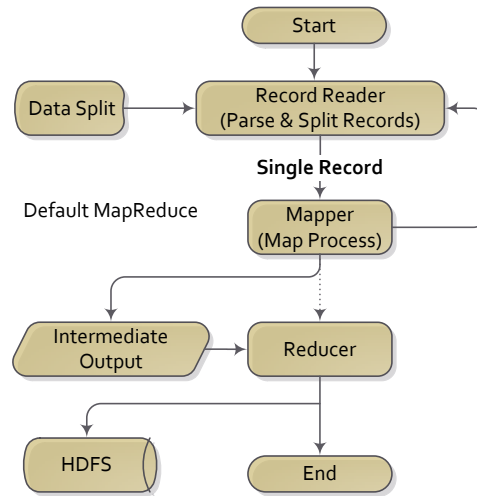 Start
Data Split
Record Reader
(Parse & Split Records)
Single Record
Default MapReduce
Mapper
(Map Process)
Intermediate
Output
Reducer
HDFS
End